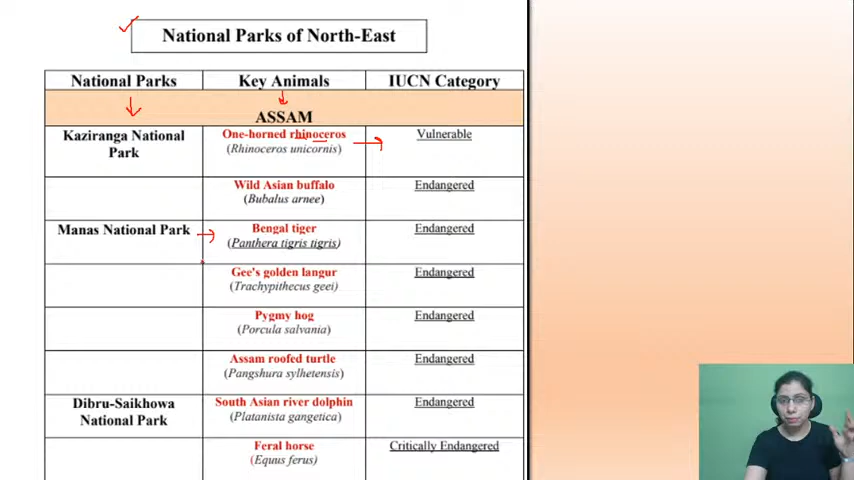 National Parks of North-East
National Parks Key Animals IUCN Category
ASSAM
Kaziranga National Park One-horned rhinoceros (Rhinoceros unicornis) Vulnerable
Wild Asian buffalo (Bubalus arnee) Endangered
Manas National Park Bengal tiger (Panthera tigris tigris) Endangered
Gee's golden langur (Trachypithecus geei) Endangered
Pygmy hog (Porcula salvania) Endangered
Assam roofed turtle (Pangshura sylhetensis) Endangered
Dibru-Saikhowa National Park South Asian river dolphin (Platanista gangetica) Endangered
Feral horse (Equus ferus) Critically Endangered